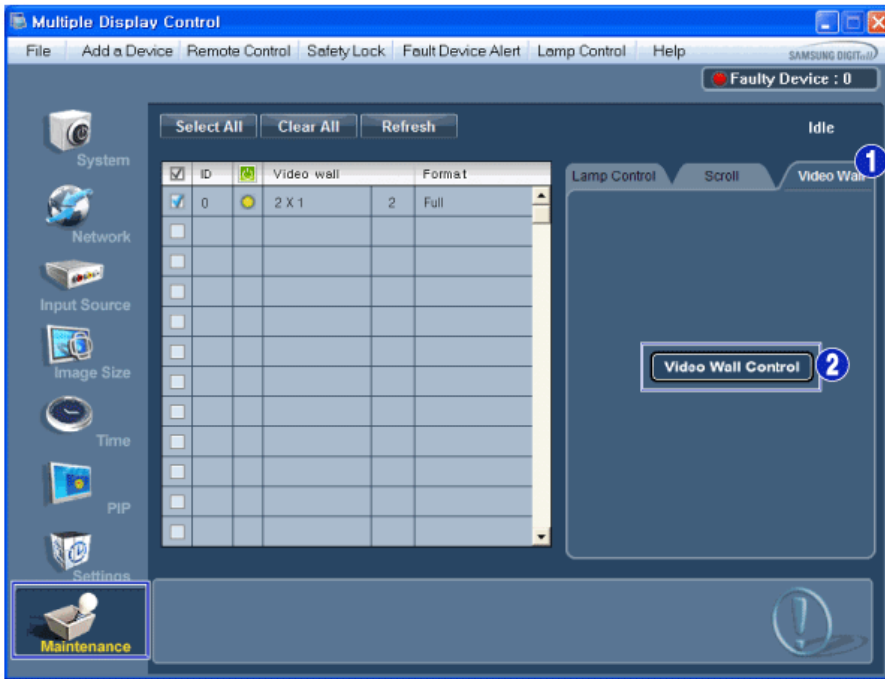 Multiple Display Control
File Add a Device Remote Control Safety Lock Fault Device Alert Lamp Control Help SAMSUNG DIGITall
Faulty Device : 0
Select All Clear All Refresh Idle
System
Network
Input Source
Image Size
Time
PIP
Settings
Maintenance
ID Video wall Format
0 2 X 1 2 Full
Lamp Control Scroll Video Wall 1
Video Wall Control 2